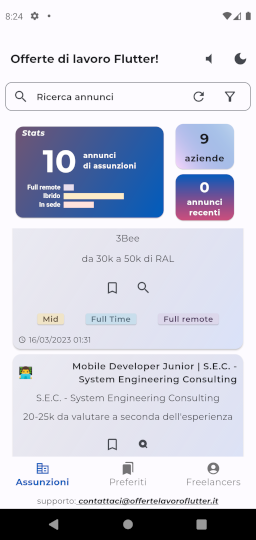 8:24
Offerte di lavoro Flutter!
Ricerca annunci
Stats
10 annunci
di assunzioni
Full remote
Ibrido
In sede
9
aziende
0
annunci
recenti
3Bee
da 30k a 50k di RAL
Mid Full Time Full remote
16/03/2023 01:31
Mobile Developer Junior | S.E.C. -
System Engineering Consulting
S.E.C. - System Engineering Consulting
20-25k da valutare a seconda dell'esperienza
Assunzioni Preferiti Freelancers
supporto: contattaci@offertelavoroflutter.it